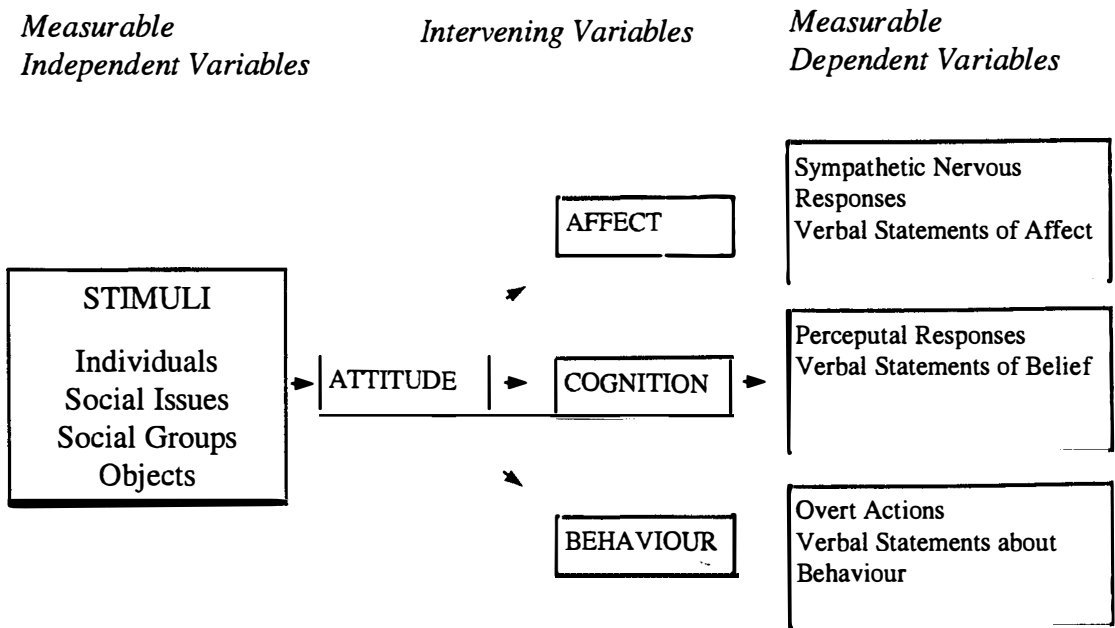 Measurable
Independent Variables
Intervening Variables
Measurable
Dependent Variables
STIMULI
Individuals
Social Issues
Social Groups
Objects
ATTITUDE
AFFECT
COGNITION
BEHAVIOUR
Sympathetic Nervous
Responses
Verbal Statements of Affect
Perceputal Responses
Verbal Statements of Belief
Overt Actions
Verbal Statements about
Behaviour